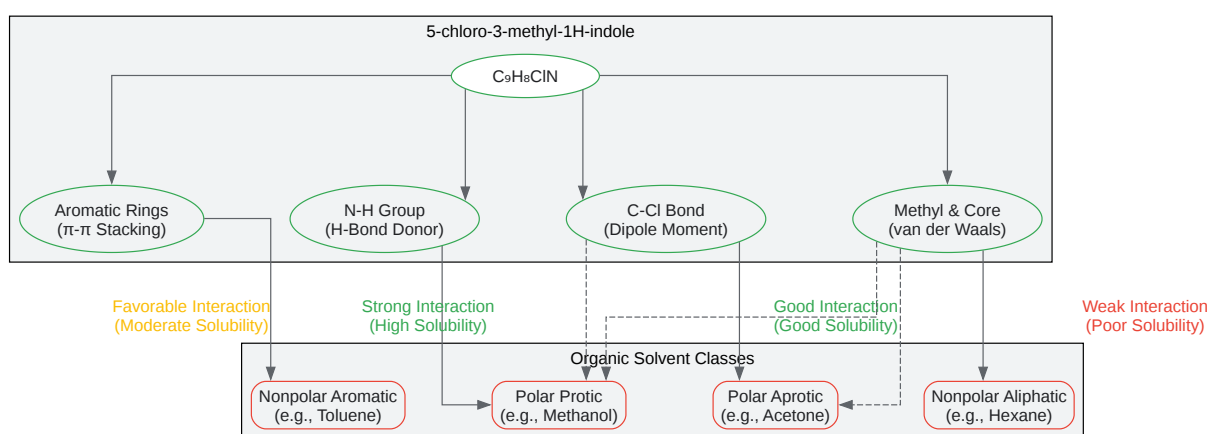 5-chloro-3-methyl-1H-indole
C₉H₈ClN
Aromatic Rings
(π-π Stacking)
N-H Group
(H-Bond Donor)
C-Cl Bond
(Dipole Moment)
Methyl & Core
(van der Waals)
Favorable Interaction
(Moderate Solubility)
Strong Interaction
(High Solubility)
Good Interaction
(Good Solubility)
Weak Interaction
(Poor Solubility)
Organic Solvent Classes
Nonpolar Aromatic
(e.g., Toluene)
Polar Protic
(e.g., Methanol)
Polar Aprotic
(e.g., Acetone)
Nonpolar Aliphatic
(e.g., Hexane)